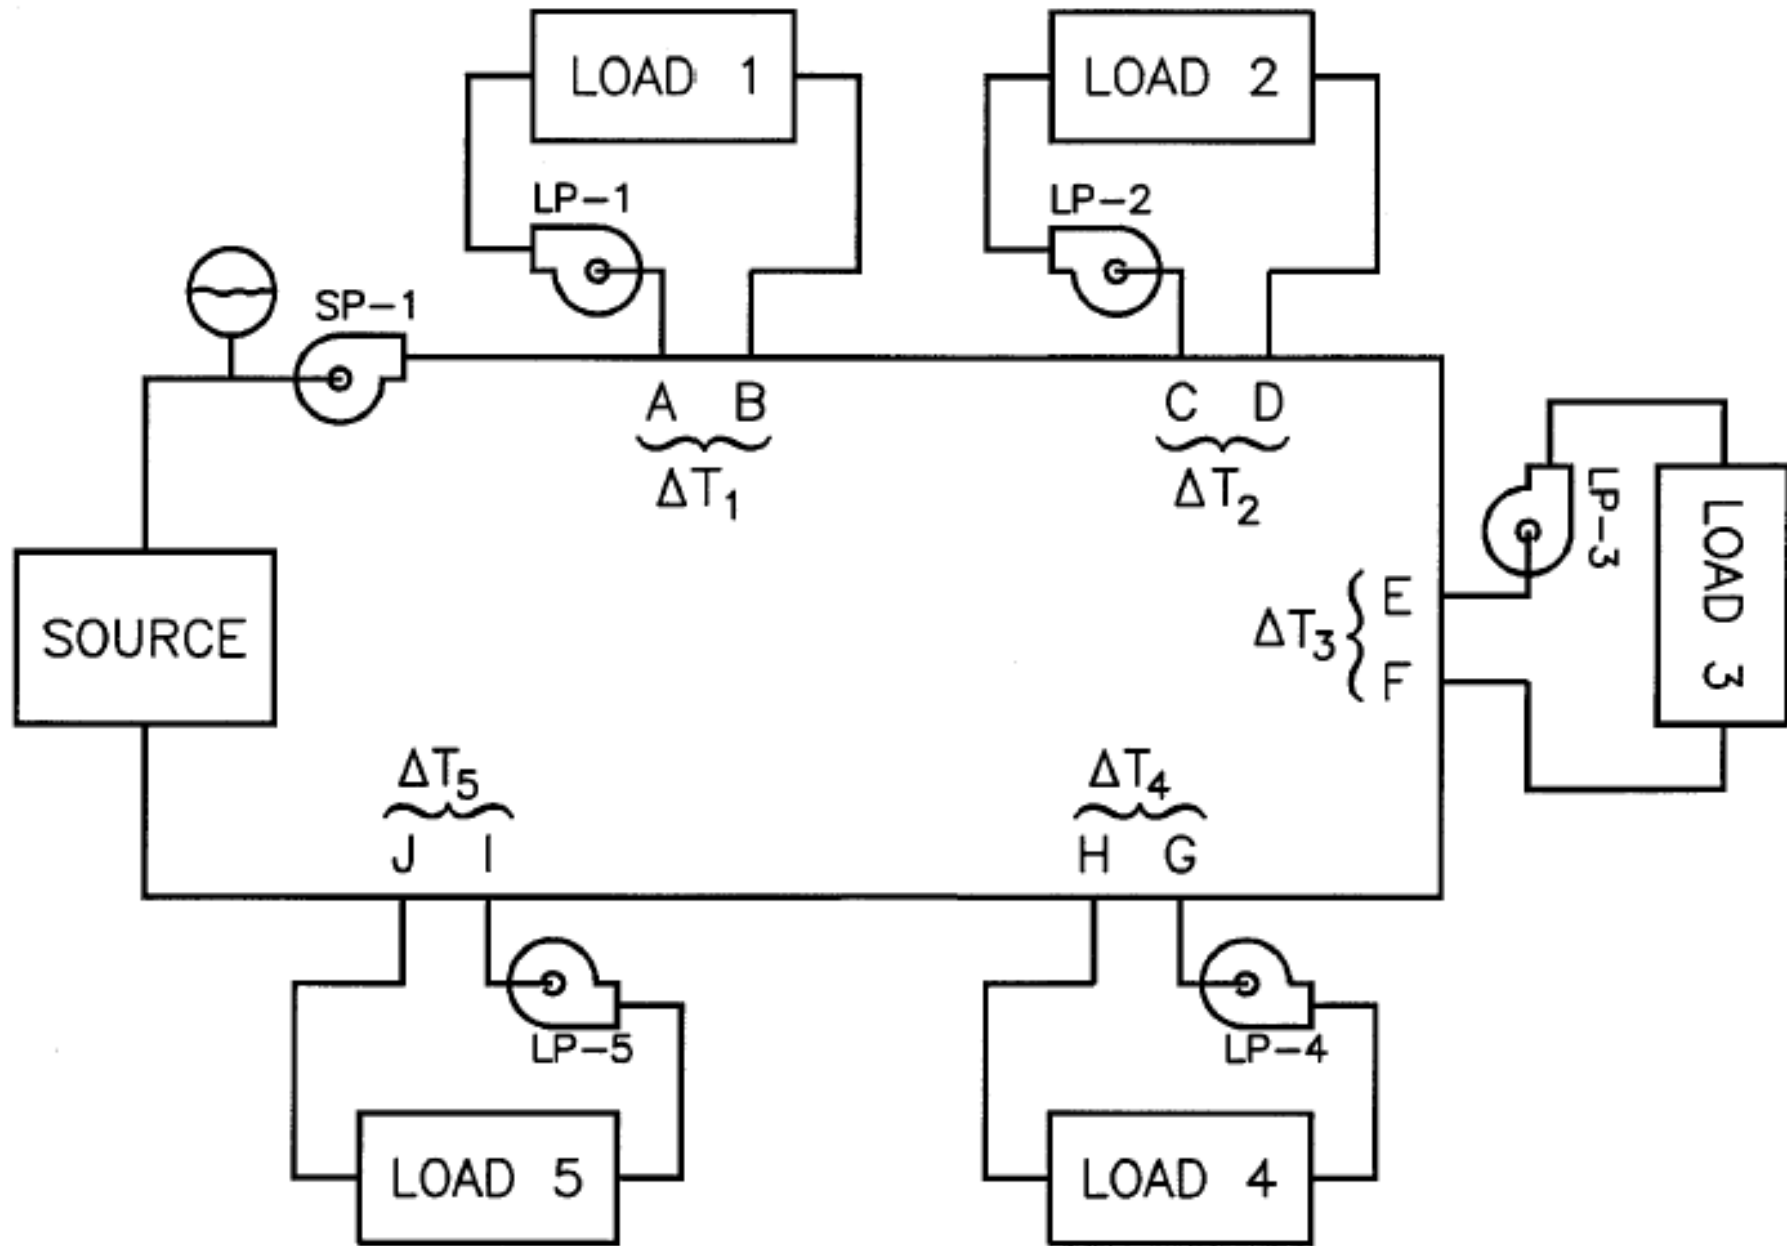 LOAD 1
LOAD 2
LP-1
LP-2
SP-1
A B
C D
ΔT1
ΔT2
LP-3
LOAD 3
E
ΔT3
F
SOURCE
ΔT5
ΔT4
J I
H G
LP-5
LP-4
LOAD 5
LOAD 4